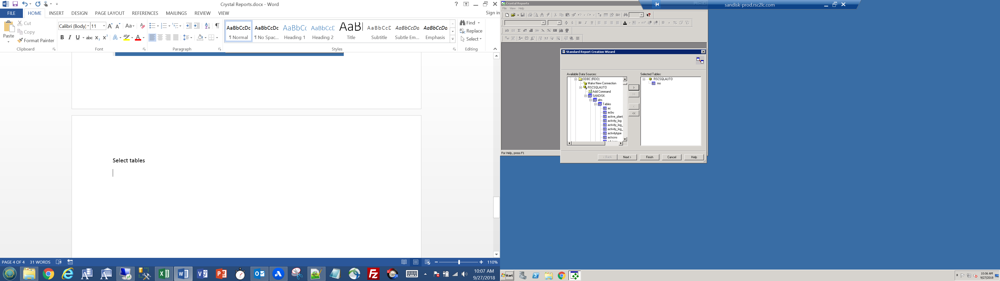 Crystal Reports.docx - Word
FILE HOME INSERT DESIGN PAGE LAYOUT REFERENCES MAILINGS REVIEW VIEW
Sign in
Paste
Cut
Copy
Format Painter
Clipboard
Calibri (Body) 11
Font
Paragraph
AaBbCcDc AaBbCcDc AaBbCc AaBbCcD AaB AaBbCcD AaBbCcDa AaBbCcDa
¶ Normal ¶ No Spac... Heading 1 Heading 2 Title Subtitle Subtle Em... Emphasis
Styles
Find
Replace
Select
Editing
Select tables
PAGE 4 OF 4 31 WORDS
110%
10:07 AM
9/27/2018
Crystal Reports
File View Help
sandisk-prod.rsc2lc.com
Standard Report Creation Wizard
Available Data Sources:
ODBC (RDO)
Make New Connection
RSCSQLAUTO
Add Command
SANDISK
afm
Tables
ac
acbu
active_plant_
activity_log
activity_log_
activity_log_
activitytype
actscns
Selected Tables:
RSCSQLAUTO
mo
>
>>
<
<<
< Back Next > Finish Cancel Help
For Help, press F1
Start
10:06 AM
9/27/2018